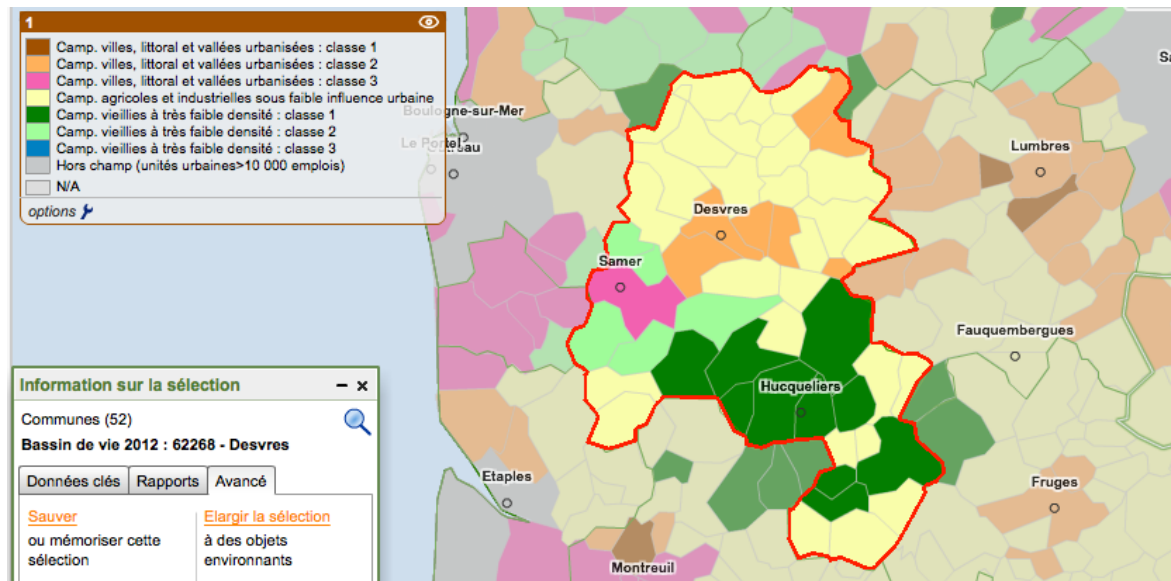 1
Camp. villes, littoral et vallées urbanisées : classe 1
Camp. villes, littoral et vallées urbanisées : classe 2
Camp. villes, littoral et vallées urbanisées : classe 3
Camp. agricoles et industrielles sous faible influence urbaine
Camp. vieillies à très faible densité : classe 1
Camp. vieillies à très faible densité : classe 2
Camp. vieillies à très faible densité : classe 3
Hors champ (unités urbaines>10 000 emplois)
N/A
options
Boulogne-sur-Mer
Le Portel
Lumbres
Desvres
Samer
Fauquembergues
Hucqueliers
Etaples
Fruges
Montreuil
Information sur la sélection
Communes (52)
Bassin de vie 2012 : 62268 - Desvres
Données clés Rapports Avancé
Sauver
ou mémoriser cette
sélection
Elargir la sélection
à des objets
environnants